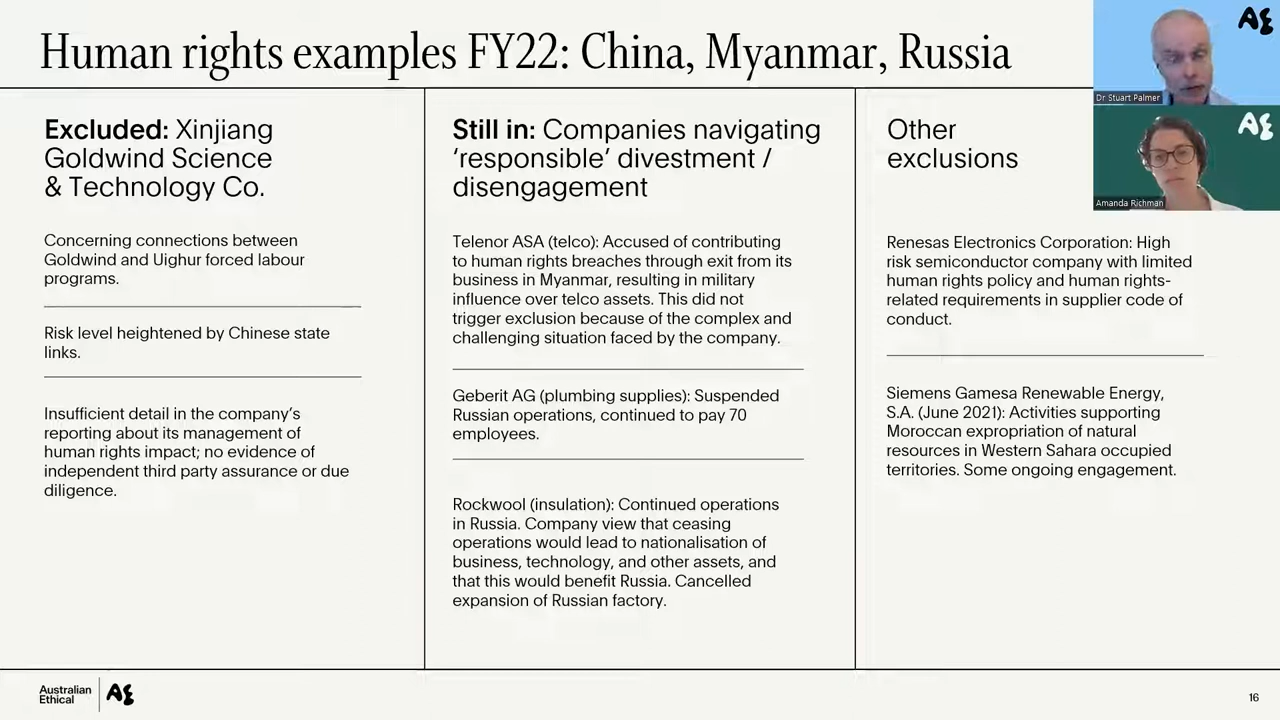 Human rights examples FY22: China, Myanmar, Russia
Excluded: Xinjiang
Goldwind Science
& Technology Co.
Concerning connections between
Goldwind and Uighur forced labour
programs.
Risk level heightened by Chinese state
links.
Insufficient detail in the company's
reporting about its management of
human rights impact; no evidence of
independent third party assurance or due
diligence.
Still in: Companies navigating
'responsible' divestment /
disengagement
Telenor ASA (telco): Accused of contributing
to human rights breaches through exit from its
business in Myanmar, resulting in military
influence over telco assets. This did not
trigger exclusion because of the complex and
challenging situation faced by the company.
Geberit AG (plumbing supplies): Suspended
Russian operations, continued to pay 70
employees.
Rockwool (insulation): Continued operations
in Russia. Company view that ceasing
operations would lead to nationalisation of
business, technology, and other assets, and
that this would benefit Russia. Cancelled
expansion of Russian factory.
Other
exclusions
Renesas Electronics Corporation: High
risk semiconductor company with limited
human rights policy and human rights-
related requirements in supplier code of
conduct.
Siemens Gamesa Renewable Energy,
S.A. (June 2021): Activities supporting
Moroccan expropriation of natural
resources in Western Sahara occupied
territories. Some ongoing engagement.
AE
Dr Stuart Palmer
AE
Amanda Richman
Australian
Ethical
AE
16